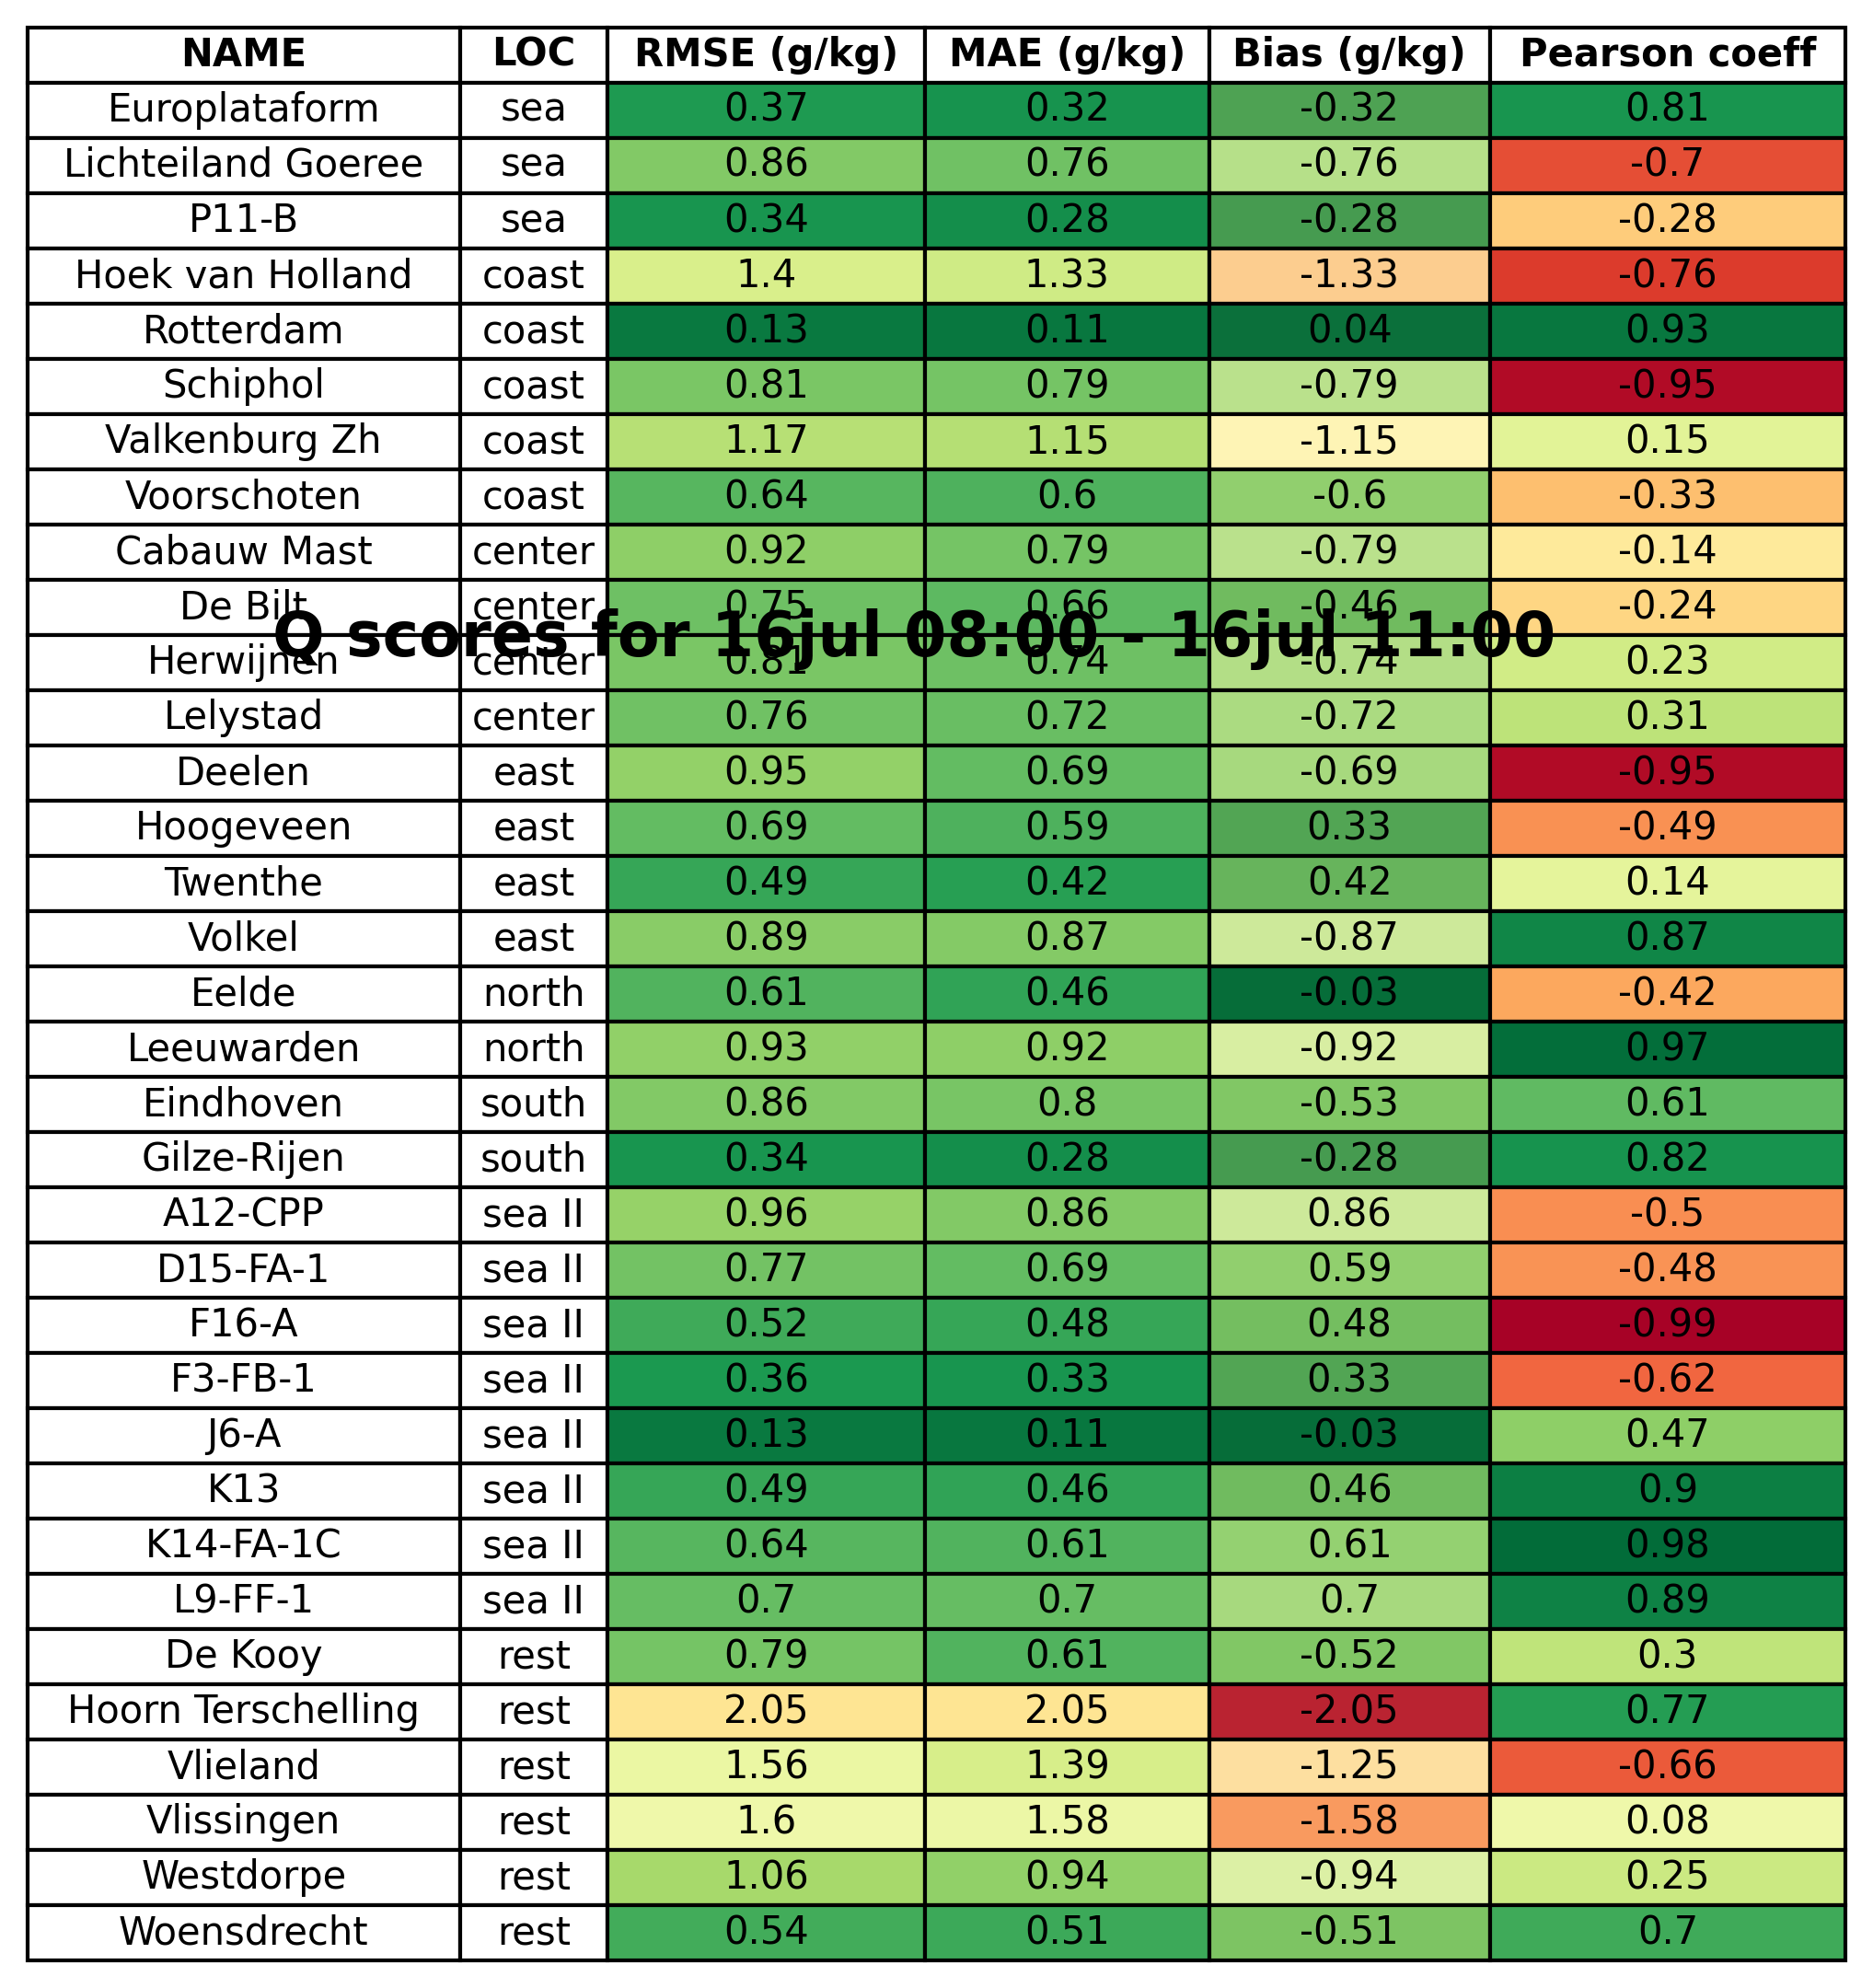 NAME LOC RMSE (g/kg) MAE (g/kg) Bias (g/kg) Pearson coeff
Europlataform sea 0.37 0.32 -0.32 0.81
Lichteiland Goeree sea 0.86 0.76 -0.76 -0.7
P11-B sea 0.34 0.28 -0.28 -0.28
Hoek van Holland coast 1.4 1.33 -1.33 -0.76
Rotterdam coast 0.13 0.11 0.04 0.93
Schiphol coast 0.81 0.79 -0.79 -0.95
Valkenburg Zh coast 1.17 1.15 -1.15 0.15
Voorschoten coast 0.64 0.6 -0.6 -0.33
Cabauw Mast center 0.92 0.79 -0.79 -0.14
De Bilt center 0.75 0.66 -0.46 -0.24
Q scores for 16jul 08:00 - 16jul 11:00
Herwijnen center 0.81 0.74 -0.74 0.23
Lelystad center 0.76 0.72 -0.72 0.31
Deelen east 0.95 0.69 -0.69 -0.95
Hoogeveen east 0.69 0.59 0.33 -0.49
Twenthe east 0.49 0.42 0.42 0.14
Volkel east 0.89 0.87 -0.87 0.87
Eelde north 0.61 0.46 -0.03 -0.42
Leeuwarden north 0.93 0.92 -0.92 0.97
Eindhoven south 0.86 0.8 -0.53 0.61
Gilze-Rijen south 0.34 0.28 -0.28 0.82
A12-CPP sea II 0.96 0.86 0.86 -0.5
D15-FA-1 sea II 0.77 0.69 0.59 -0.48
F16-A sea II 0.52 0.48 0.48 -0.99
F3-FB-1 sea II 0.36 0.33 0.33 -0.62
J6-A sea II 0.13 0.11 -0.03 0.47
K13 sea II 0.49 0.46 0.46 0.9
K14-FA-1C sea II 0.64 0.61 0.61 0.98
L9-FF-1 sea II 0.7 0.7 0.7 0.89
De Kooy rest 0.79 0.61 -0.52 0.3
Hoorn Terschelling rest 2.05 2.05 -2.05 0.77
Vlieland rest 1.56 1.39 -1.25 -0.66
Vlissingen rest 1.6 1.58 -1.58 0.08
Westdorpe rest 1.06 0.94 -0.94 0.25
Woensdrecht rest 0.54 0.51 -0.51 0.7